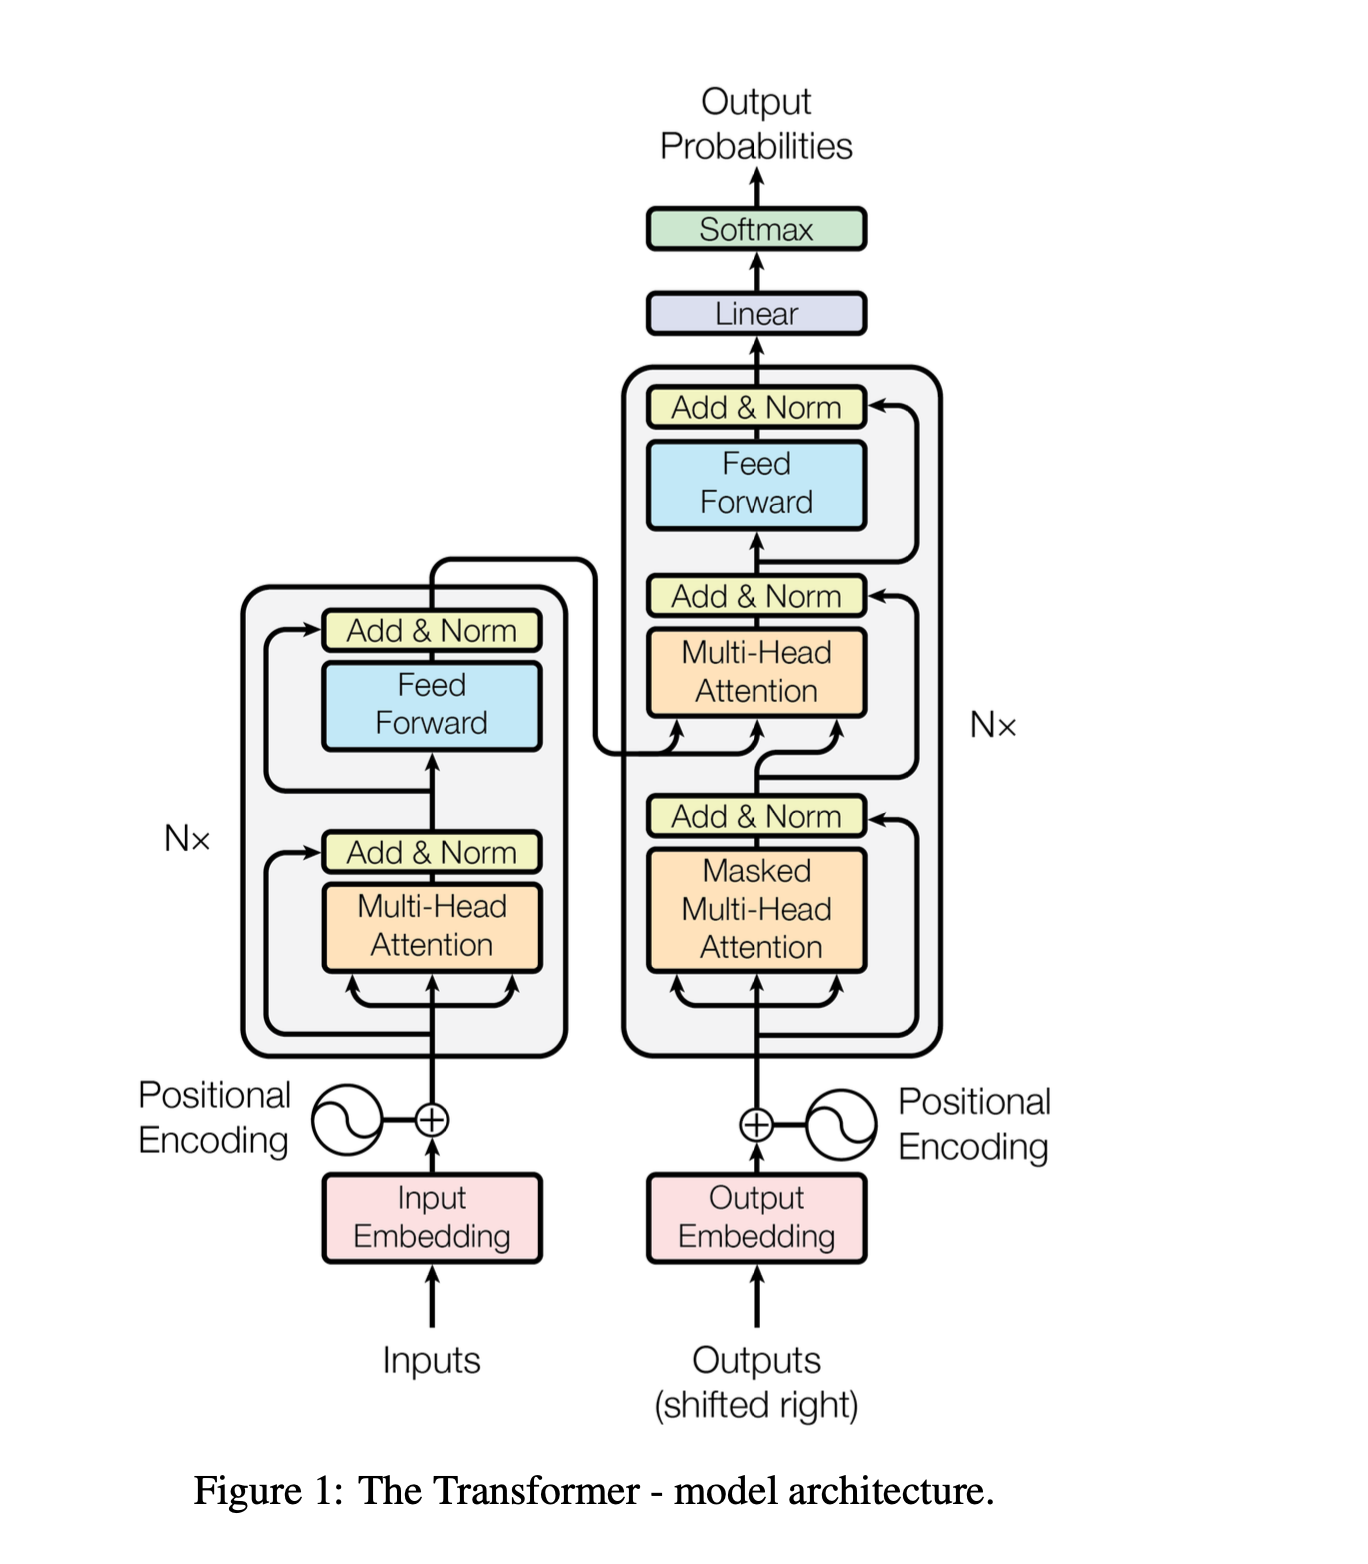 Output
Probabilities
Softmax
Linear
Add & Norm
Feed
Forward
Add & Norm
Multi-Head
Attention
Add & Norm
Masked
Multi-Head
Attention
Nx
Add & Norm
Feed
Forward
Add & Norm
Multi-Head
Attention
Nx
Positional
Encoding
Positional
Encoding
Input
Embedding
Output
Embedding
Inputs
Outputs
(shifted right)
Figure 1: The Transformer - model architecture.